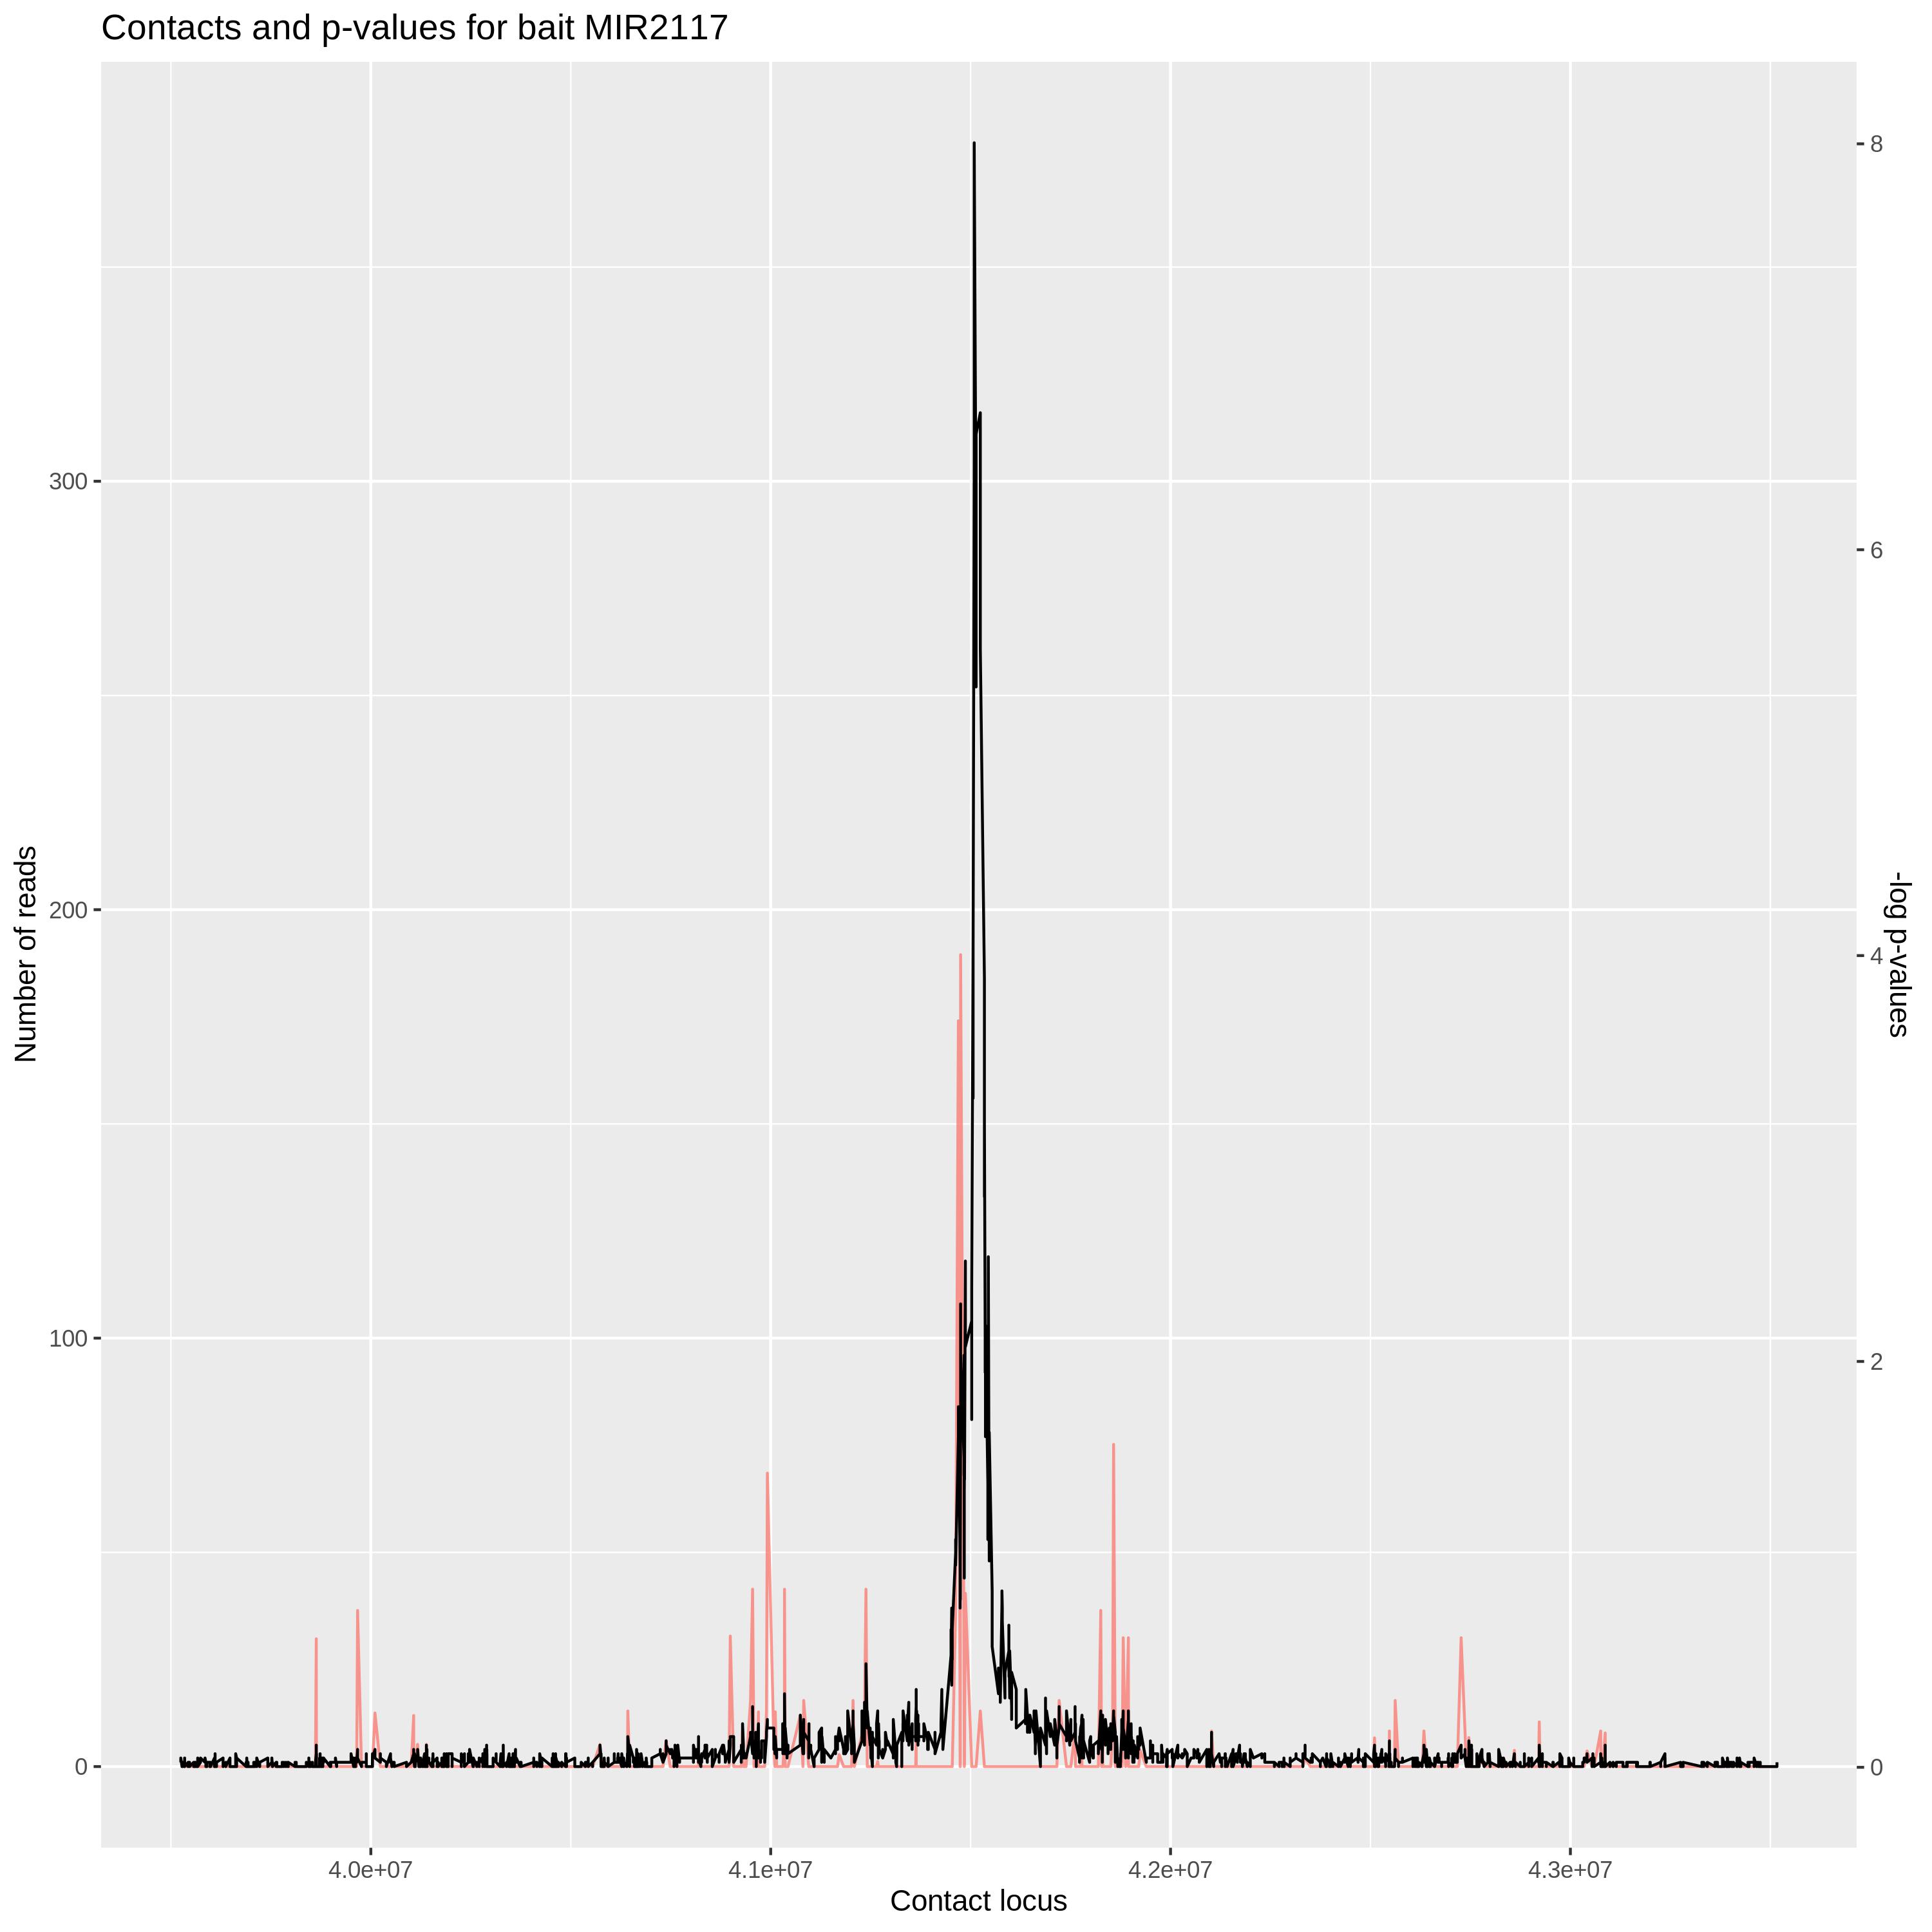 Contacts and p-values for bait MIR2117
Number of reads
300
200
100
0
8
6
4
2
0
-log p-values
4.0e+07
4.1e+07
4.2e+07
4.3e+07
Contact locus